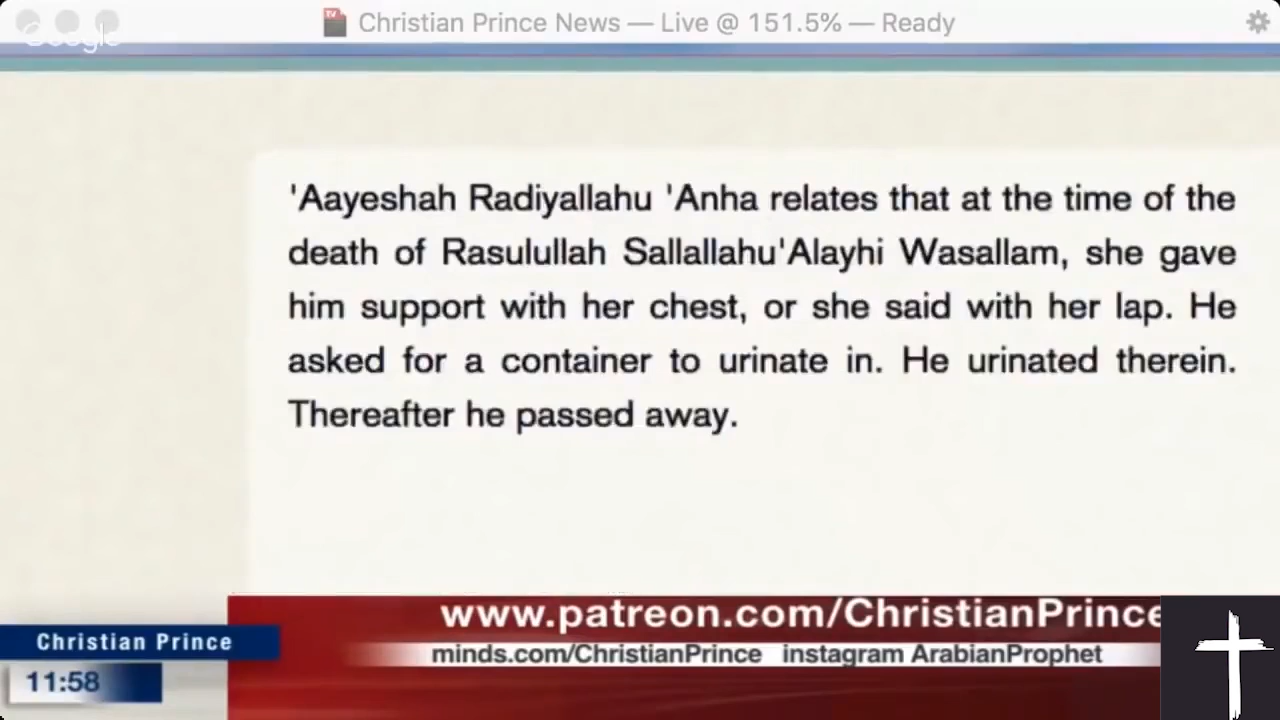 Christian Prince News — Live @ 151.5% — Ready
Google
'Aayeshah Radiyallahu 'Anha relates that at the time of the
death of Rasulullah Sallallahu'Alayhi Wasallam, she gave
him support with her chest, or she said with her lap. He
asked for a container to urinate in. He urinated therein.
Thereafter he passed away.
www.patreon.com/ChristianPrince
Christian Prince
minds.com/ChristianPrince instagram ArabianProphet
11:58